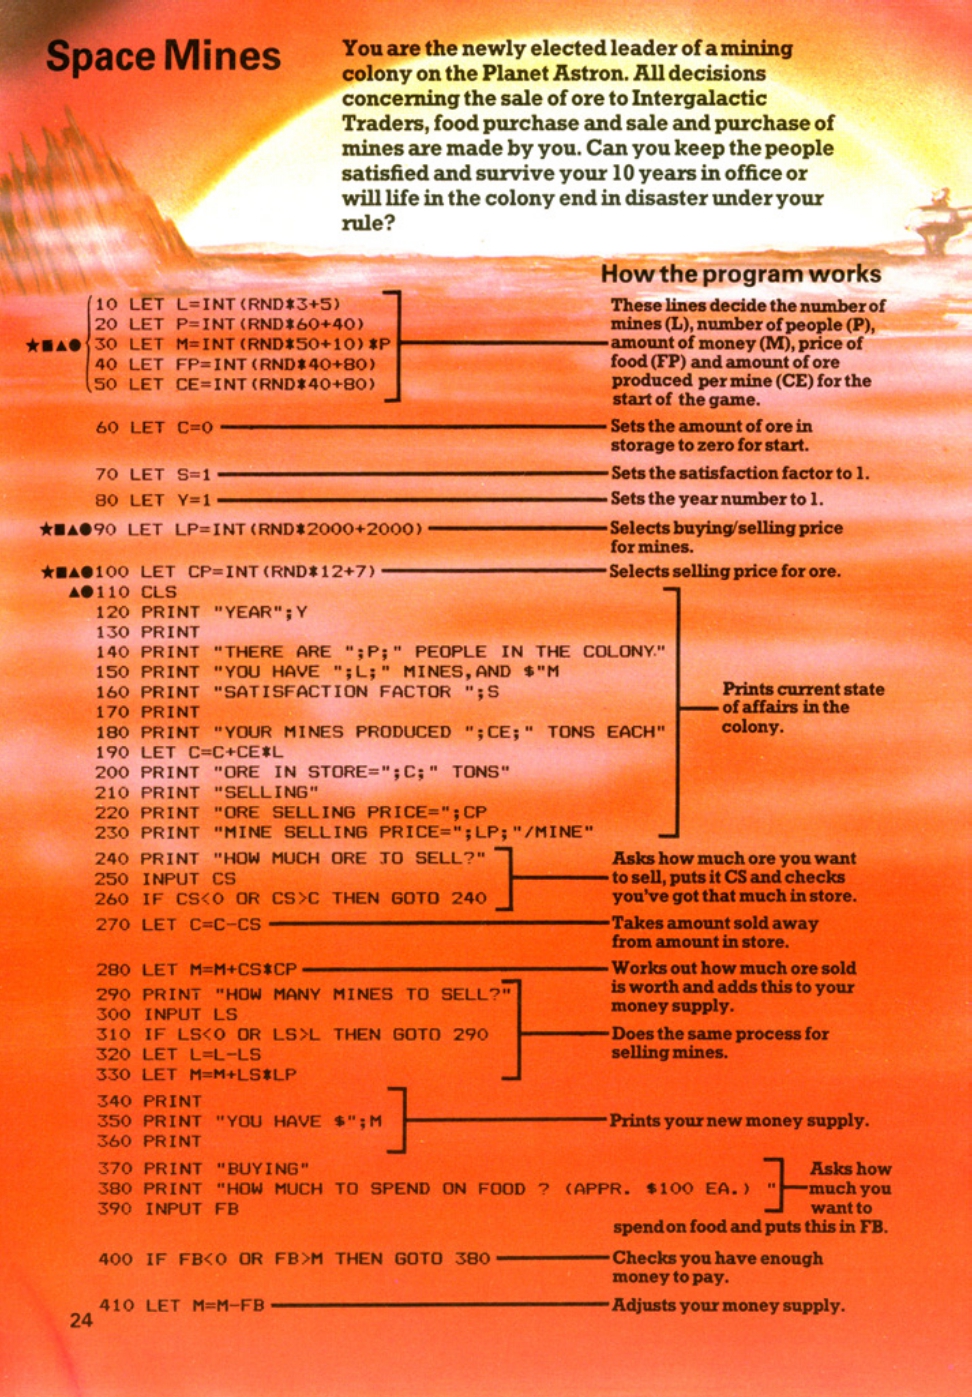 Space Mines
You are the newly elected leader of a mining
colony on the Planet Astron. All decisions
concerning the sale of ore to Intergalactic
Traders, food purchase and sale and purchase of
mines are made by you. Can you keep the people
satisfied and survive your 10 years in office or
will life in the colony end in disaster under your
rule?
How the program works
10 LET L=INT(RND*3+5)
20 LET P=INT(RND*60+40)
★■▲●30 LET M=INT(RND*50+10)*P
40 LET FP=INT(RND*40+80)
50 LET CE=INT(RND*40+80)
These lines decide the number of
mines (L), number of people (P),
amount of money (M), price of
food (FP) and amount of ore
produced per mine (CE) for the
start of the game.
60 LET C=0
Sets the amount of ore in
storage to zero for start.
70 LET S=1
Sets the satisfaction factor to 1.
80 LET Y=1
Sets the year number to 1.
★■▲●90 LET LP=INT(RND*2000+2000)
Selects buying/selling price
for mines.
★■▲●100 LET CP=INT(RND*12+7)
Selects selling price for ore.
▲●110 CLS
120 PRINT "YEAR";Y
130 PRINT
140 PRINT "THERE ARE ";P;" PEOPLE IN THE COLONY."
150 PRINT "YOU HAVE ";L;" MINES,AND $"M
160 PRINT "SATISFACTION FACTOR ";S
170 PRINT
180 PRINT "YOUR MINES PRODUCED ";CE;" TONS EACH"
190 LET C=C+CE*L
200 PRINT "ORE IN STORE=";C;" TONS"
210 PRINT "SELLING"
220 PRINT "ORE SELLING PRICE=";CP
230 PRINT "MINE SELLING PRICE=";LP;"/MINE"
Prints current state
of affairs in the
colony.
240 PRINT "HOW MUCH ORE TO SELL?"
250 INPUT CS
260 IF CS<0 OR CS>C THEN GOTO 240
Asks how much ore you want
to sell, puts it CS and checks
you've got that much in store.
270 LET C=C-CS
Takes amount sold away
from amount in store.
280 LET M=M+CS*CP
Works out how much ore sold
is worth and adds this to your
money supply.
290 PRINT "HOW MANY MINES TO SELL?"
300 INPUT LS
310 IF LS<0 OR LS>L THEN GOTO 290
320 LET L=L-LS
330 LET M=M+LS*LP
Does the same process for
selling mines.
340 PRINT
350 PRINT "YOU HAVE $";M
360 PRINT
Prints your new money supply.
370 PRINT "BUYING"
380 PRINT "HOW MUCH TO SPEND ON FOOD ? (APPR. $100 EA.) "
390 INPUT FB
Asks how
much you
want to
spend on food and puts this in FB.
400 IF FB<0 OR FB>M THEN GOTO 380
Checks you have enough
money to pay.
410 LET M=M-FB
Adjusts your money supply.
24